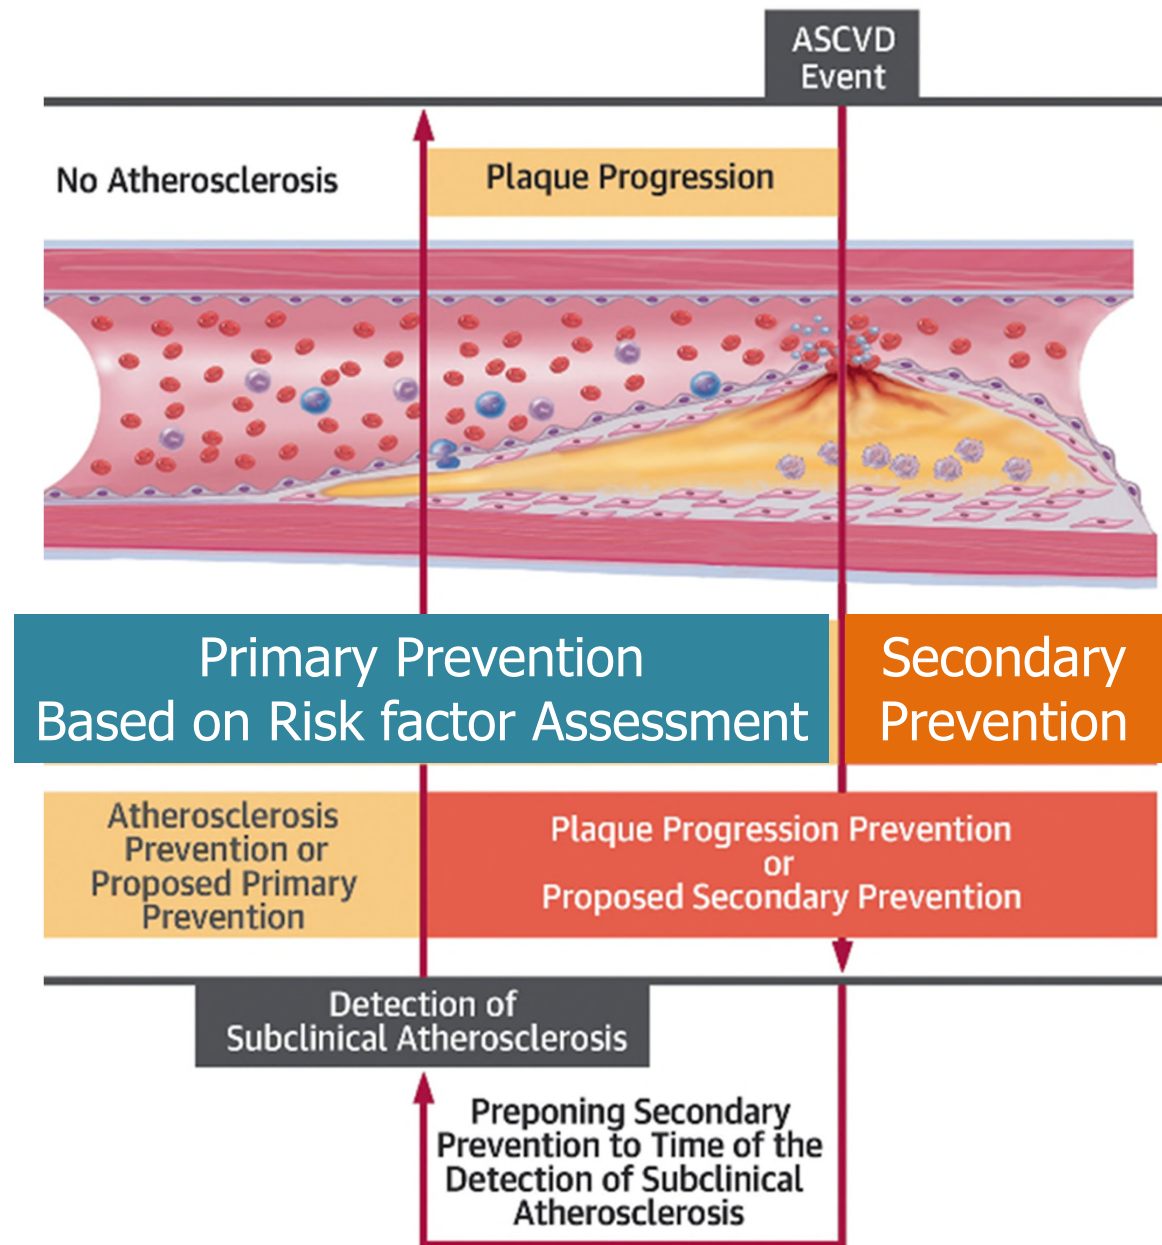 ASCVD
Event
No Atherosclerosis
Plaque Progression
Primary Prevention
Based on Risk factor Assessment
Secondary
Prevention
Atherosclerosis
Prevention or
Proposed Primary
Prevention
Plaque Progression Prevention
or
Proposed Secondary Prevention
Detection of
Subclinical Atherosclerosis
Preponing Secondary
Prevention to Time of the
Detection of Subclinical
Atherosclerosis